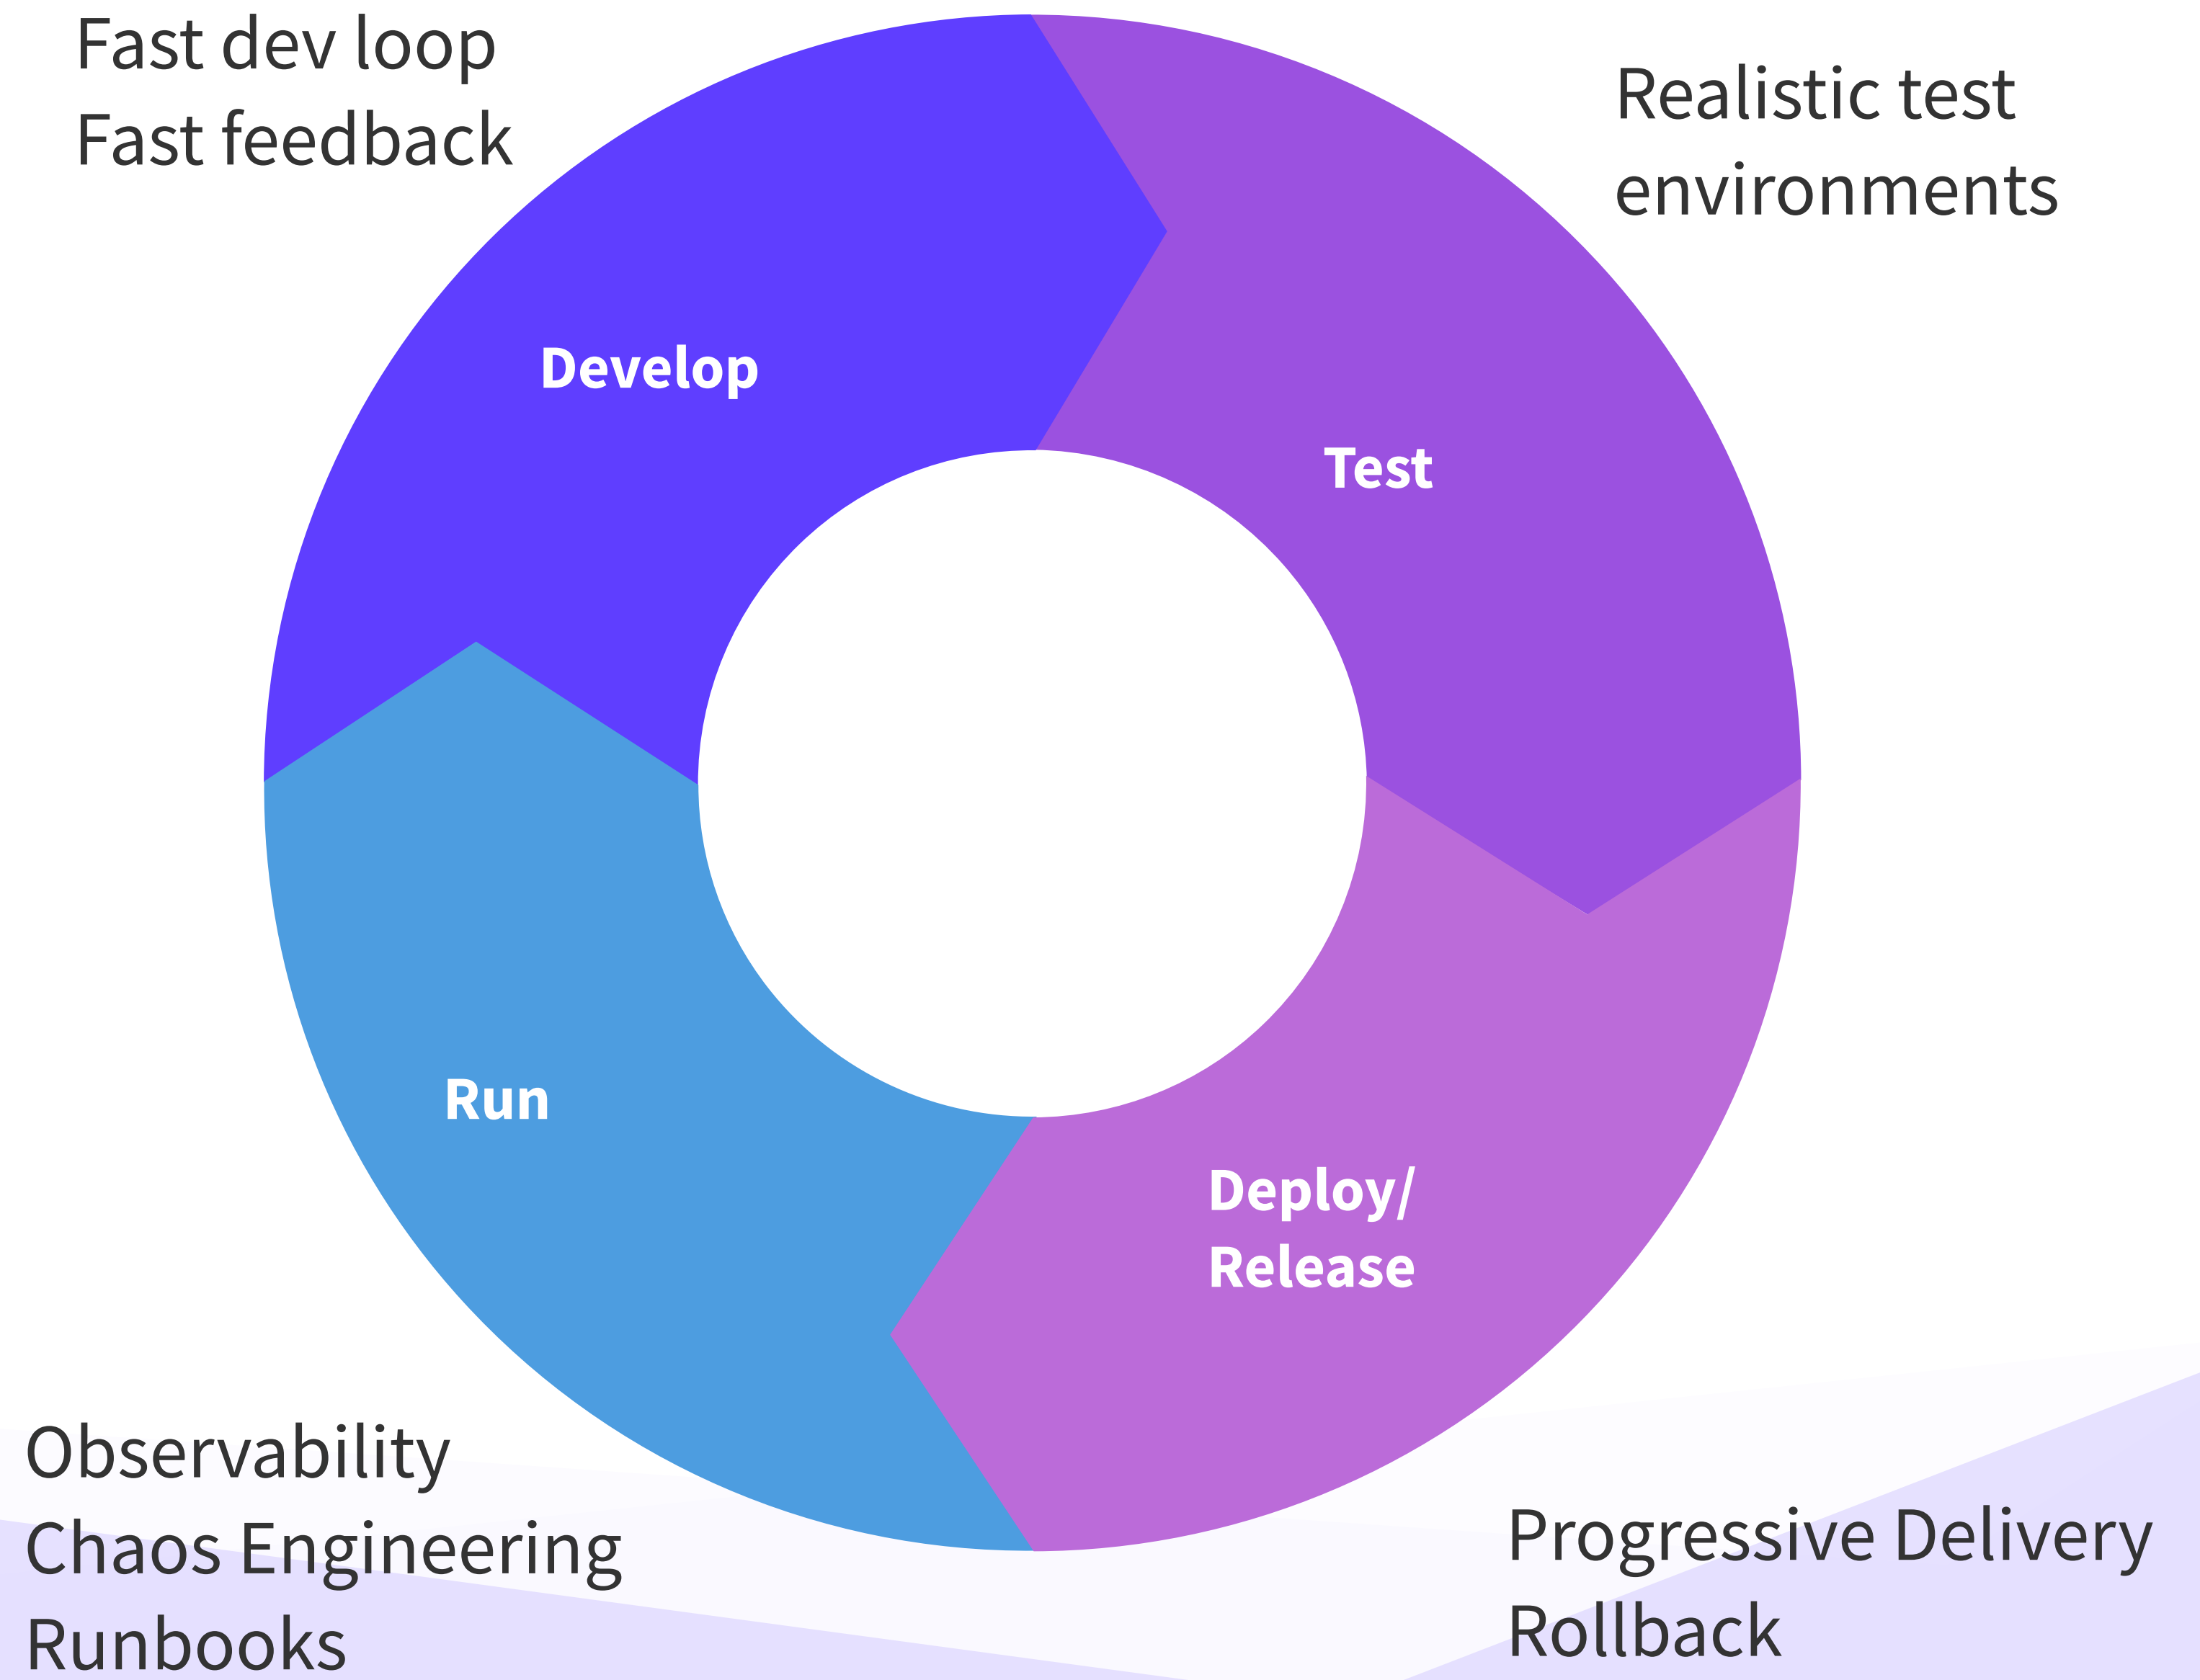 Fast dev loop
Fast feedback
Realistic test
environments
Develop
Test
Run
Deploy/
Release
Observability
Chaos Engineering
Runbooks
Progressive Delivery
Rollback